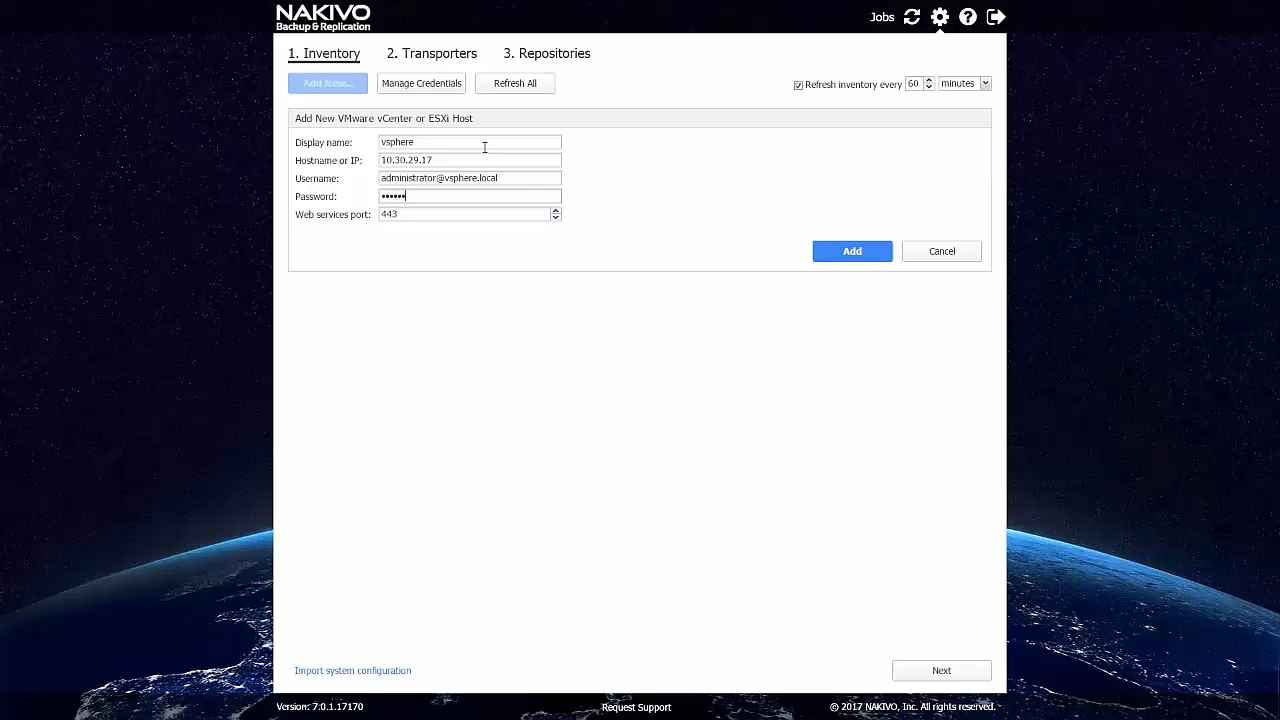 NAKIVO
Backup & Replication
Jobs
1. Inventory 2. Transporters 3. Repositories
Add New... Manage Credentials Refresh All Refresh inventory every 60 minutes
Add New VMware vCenter or ESXi Host
Display name: vsphere
Hostname or IP: 10.30.29.17
Username: administrator@vsphere.local
Password: ••••••
Web services port: 443
Add Cancel
Import system configuration Next
Version: 7.0.1.17170 Request Support © 2017 NAKIVO, Inc. All rights reserved.